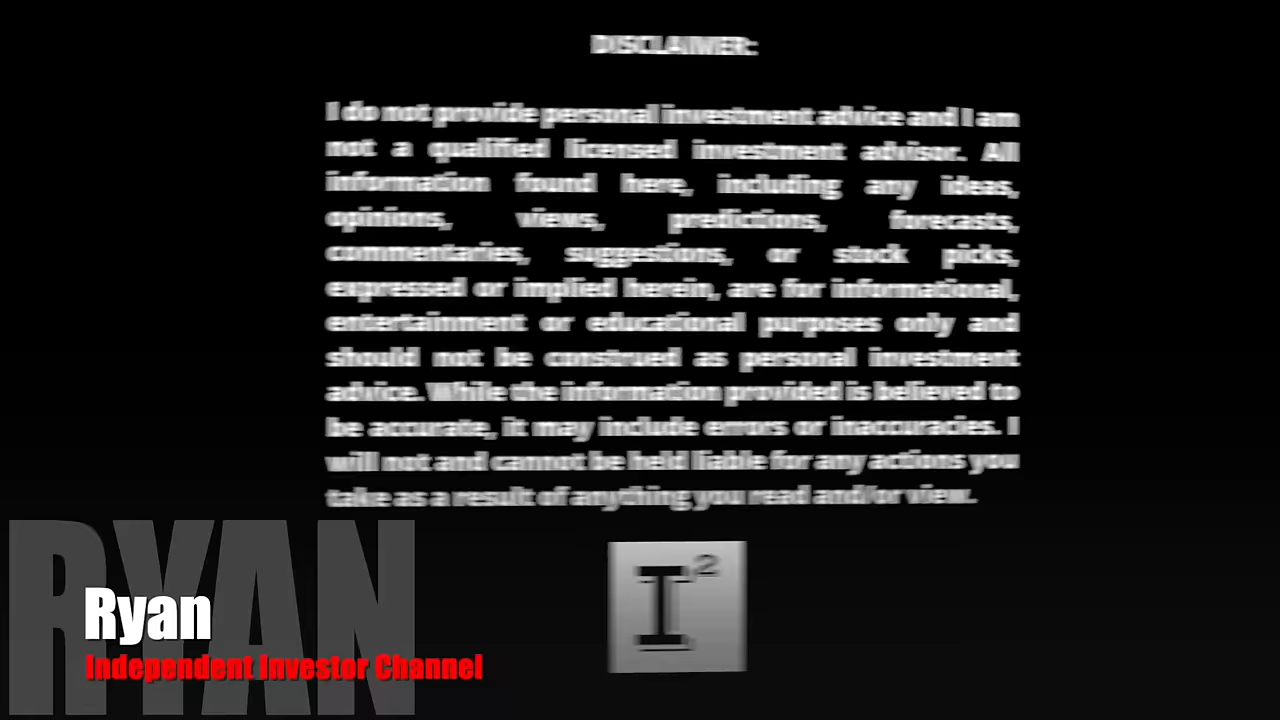 DISCLAIMER:
I do not provide personal investment advice and I am
not a qualified licensed investment advisor. All
information found here, including any ideas,
opinions, views, predictions, forecasts,
commentaries, suggestions, or stock picks,
expressed or implied herein, are for informational,
entertainment or educational purposes only and
should not be construed as personal investment
advice. While the information provided is believed to
be accurate, it may include errors or inaccuracies. I
will not and cannot be held liable for any actions you
take as a result of anything you read and/or view.
I²
RYAN
Ryan
Independent Investor Channel